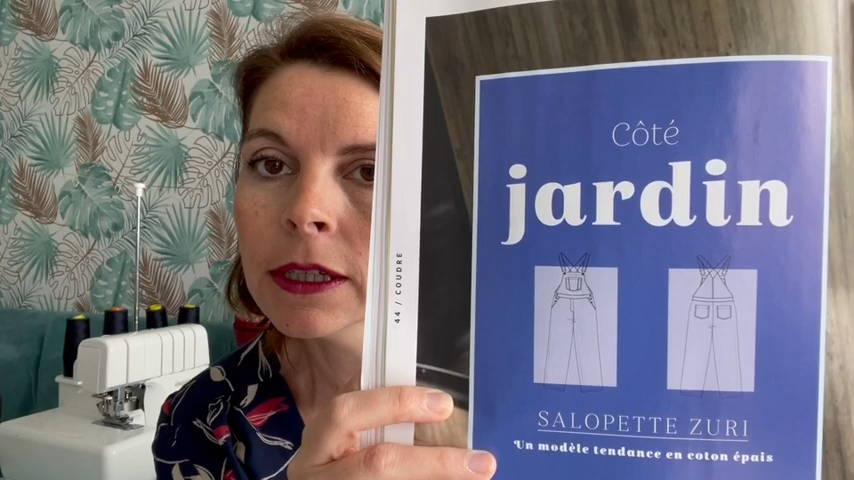 Côté
jardin
44 / COUDRE
SALOPETTE ZURI
Un modèle tendance en coton épais